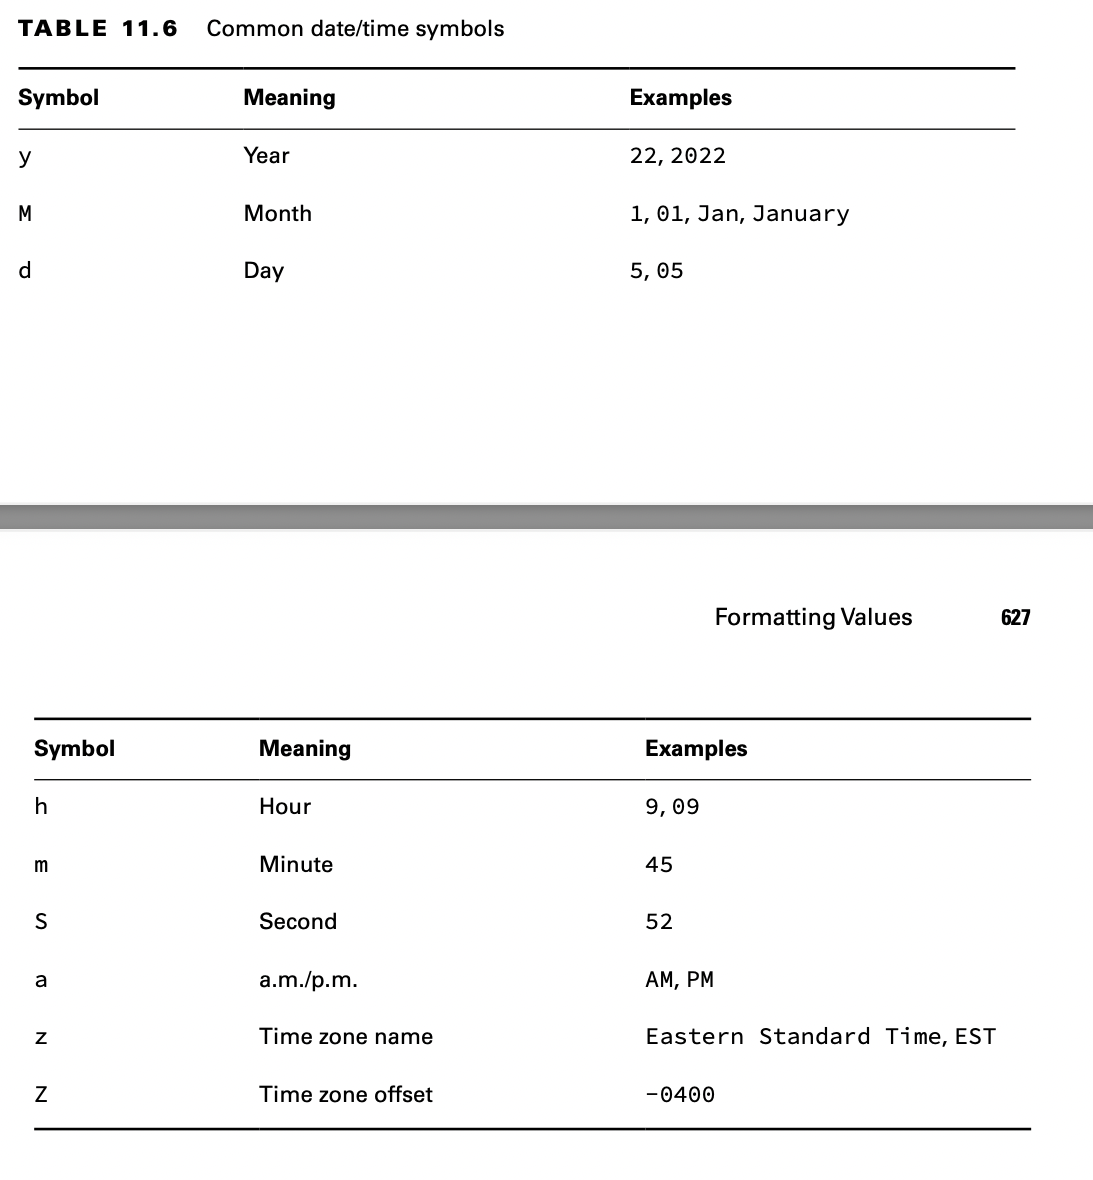 TABLE 11.6 Common date/time symbols
Symbol Meaning Examples
y Year 22, 2022
M Month 1, 01, Jan, January
d Day 5, 05
Formatting Values 627
Symbol Meaning Examples
h Hour 9, 09
m Minute 45
S Second 52
a a.m./p.m. AM, PM
z Time zone name Eastern Standard Time, EST
Z Time zone offset -0400